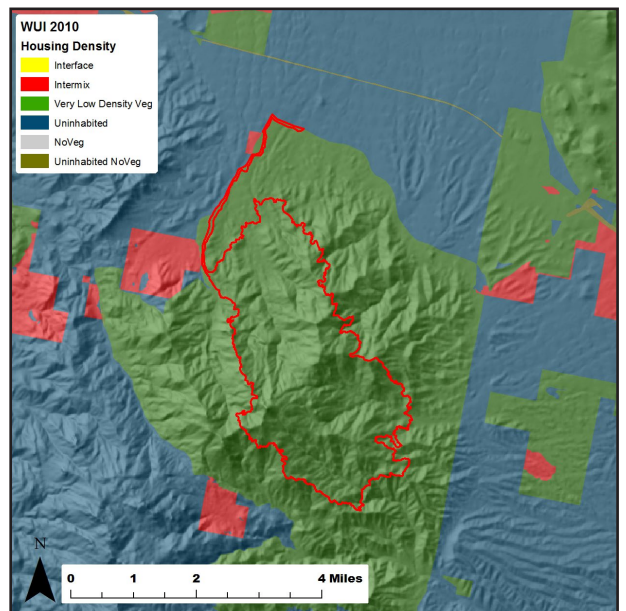 WUI 2010
Housing Density
Interface
Intermix
Very Low Density Veg
Uninhabited
NoVeg
Uninhabited NoVeg
N
0 1 2 4 Miles